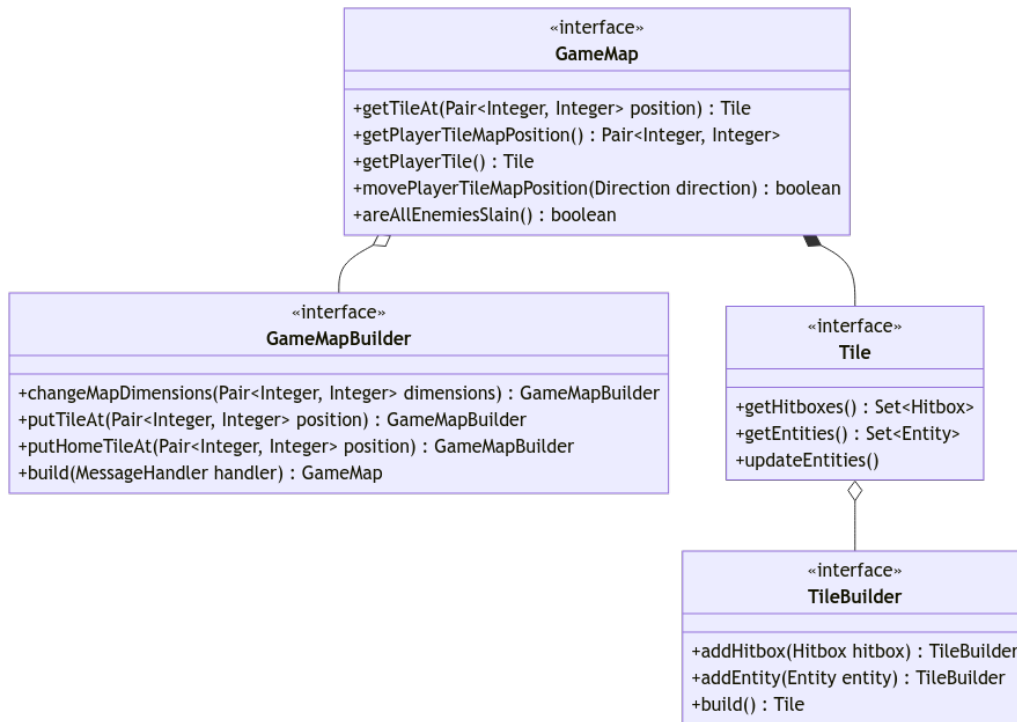 «interface»
GameMap
+getTileAt(Pair<Integer, Integer> position) : Tile
+getPlayerTileMapPosition() : Pair<Integer, Integer>
+getPlayerTile() : Tile
+movePlayerTileMapPosition(Direction direction) : boolean
+areAllEnemiesSlain() : boolean
«interface»
GameMapBuilder
+changeMapDimensions(Pair<Integer, Integer> dimensions) : GameMapBuilder
+putTileAt(Pair<Integer, Integer> position) : GameMapBuilder
+putHomeTileAt(Pair<Integer, Integer> position) : GameMapBuilder
+build(MessageHandler handler) : GameMap
«interface»
Tile
+getHitboxes() : Set<Hitbox>
+getEntities() : Set<Entity>
+updateEntities()
«interface»
TileBuilder
+addHitbox(Hitbox hitbox) : TileBuilder
+addEntity(Entity entity) : TileBuilder
+build() : Tile